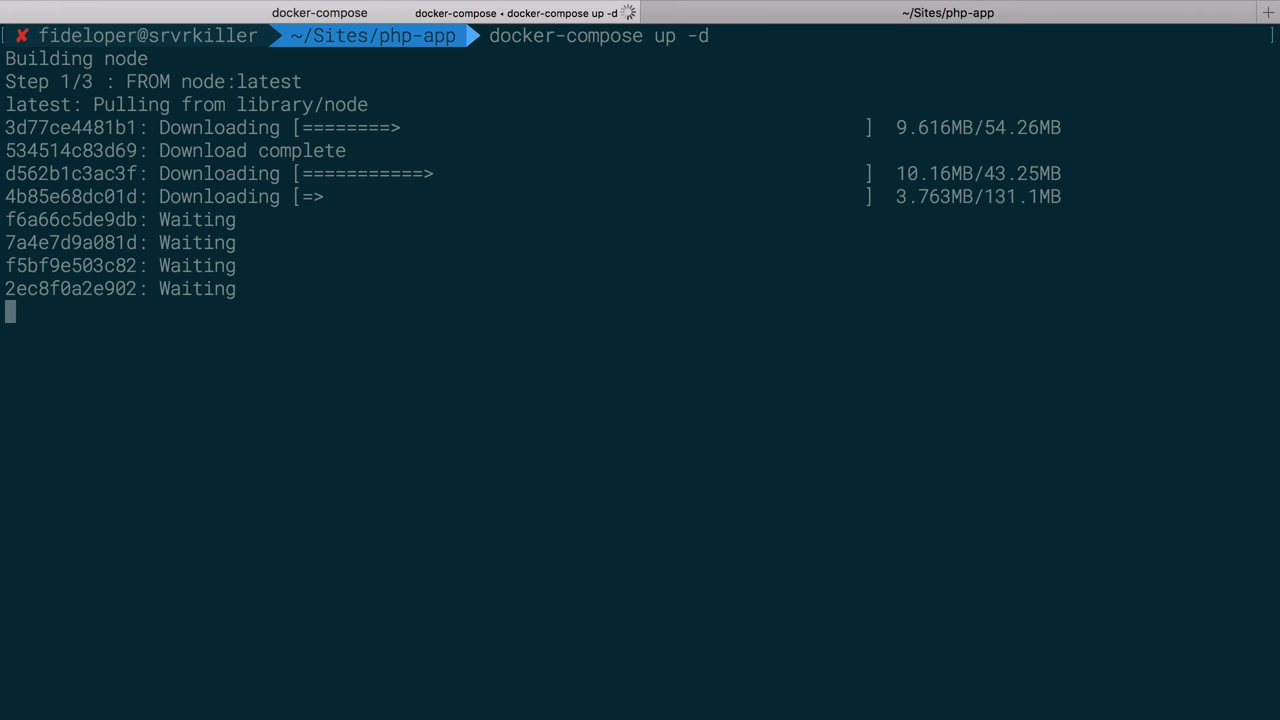 docker-compose
docker-compose • docker-compose up -d
~/Sites/php-app
+
[ ✘ fideloper@srvrkiller ~/Sites/php-app docker-compose up -d ]
Building node
Step 1/3 : FROM node:latest
latest: Pulling from library/node
3d77ce4481b1: Downloading [========> ] 9.616MB/54.26MB
534514c83d69: Download complete
d562b1c3ac3f: Downloading [===========> ] 10.16MB/43.25MB
4b85e68dc01d: Downloading [=> ] 3.763MB/131.1MB
f6a66c5de9db: Waiting
7a4e7d9a081d: Waiting
f5bf9e503c82: Waiting
2ec8f0a2e902: Waiting